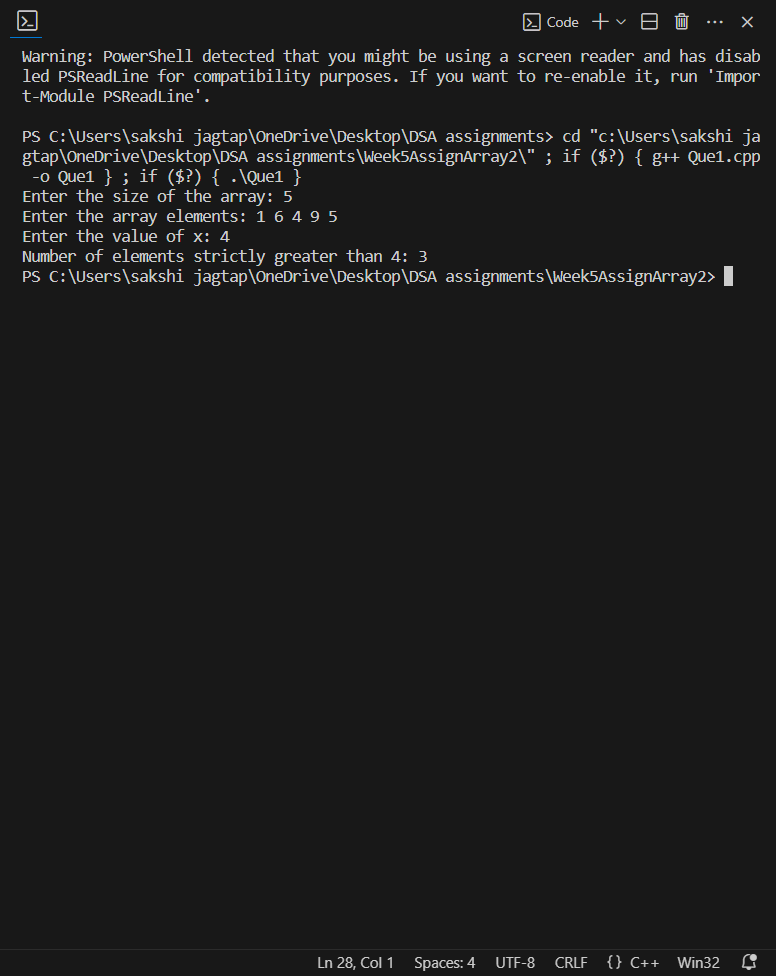 Code
Warning: PowerShell detected that you might be using a screen reader and has disab
led PSReadLine for compatibility purposes. If you want to re-enable it, run 'Impor
t-Module PSReadLine'.
PS C:\Users\sakshi jagtap\OneDrive\Desktop\DSA assignments> cd "c:\Users\sakshi ja
gtap\OneDrive\Desktop\DSA assignments\Week5AssignArray2\" ; if ($?) { g++ Que1.cpp
 -o Que1 } ; if ($?) { .\Que1 }
Enter the size of the array: 5
Enter the array elements: 1 6 4 9 5
Enter the value of x: 4
Number of elements strictly greater than 4: 3
PS C:\Users\sakshi jagtap\OneDrive\Desktop\DSA assignments\Week5AssignArray2>
Ln 28, Col 1 Spaces: 4 UTF-8 CRLF {} C++ Win32